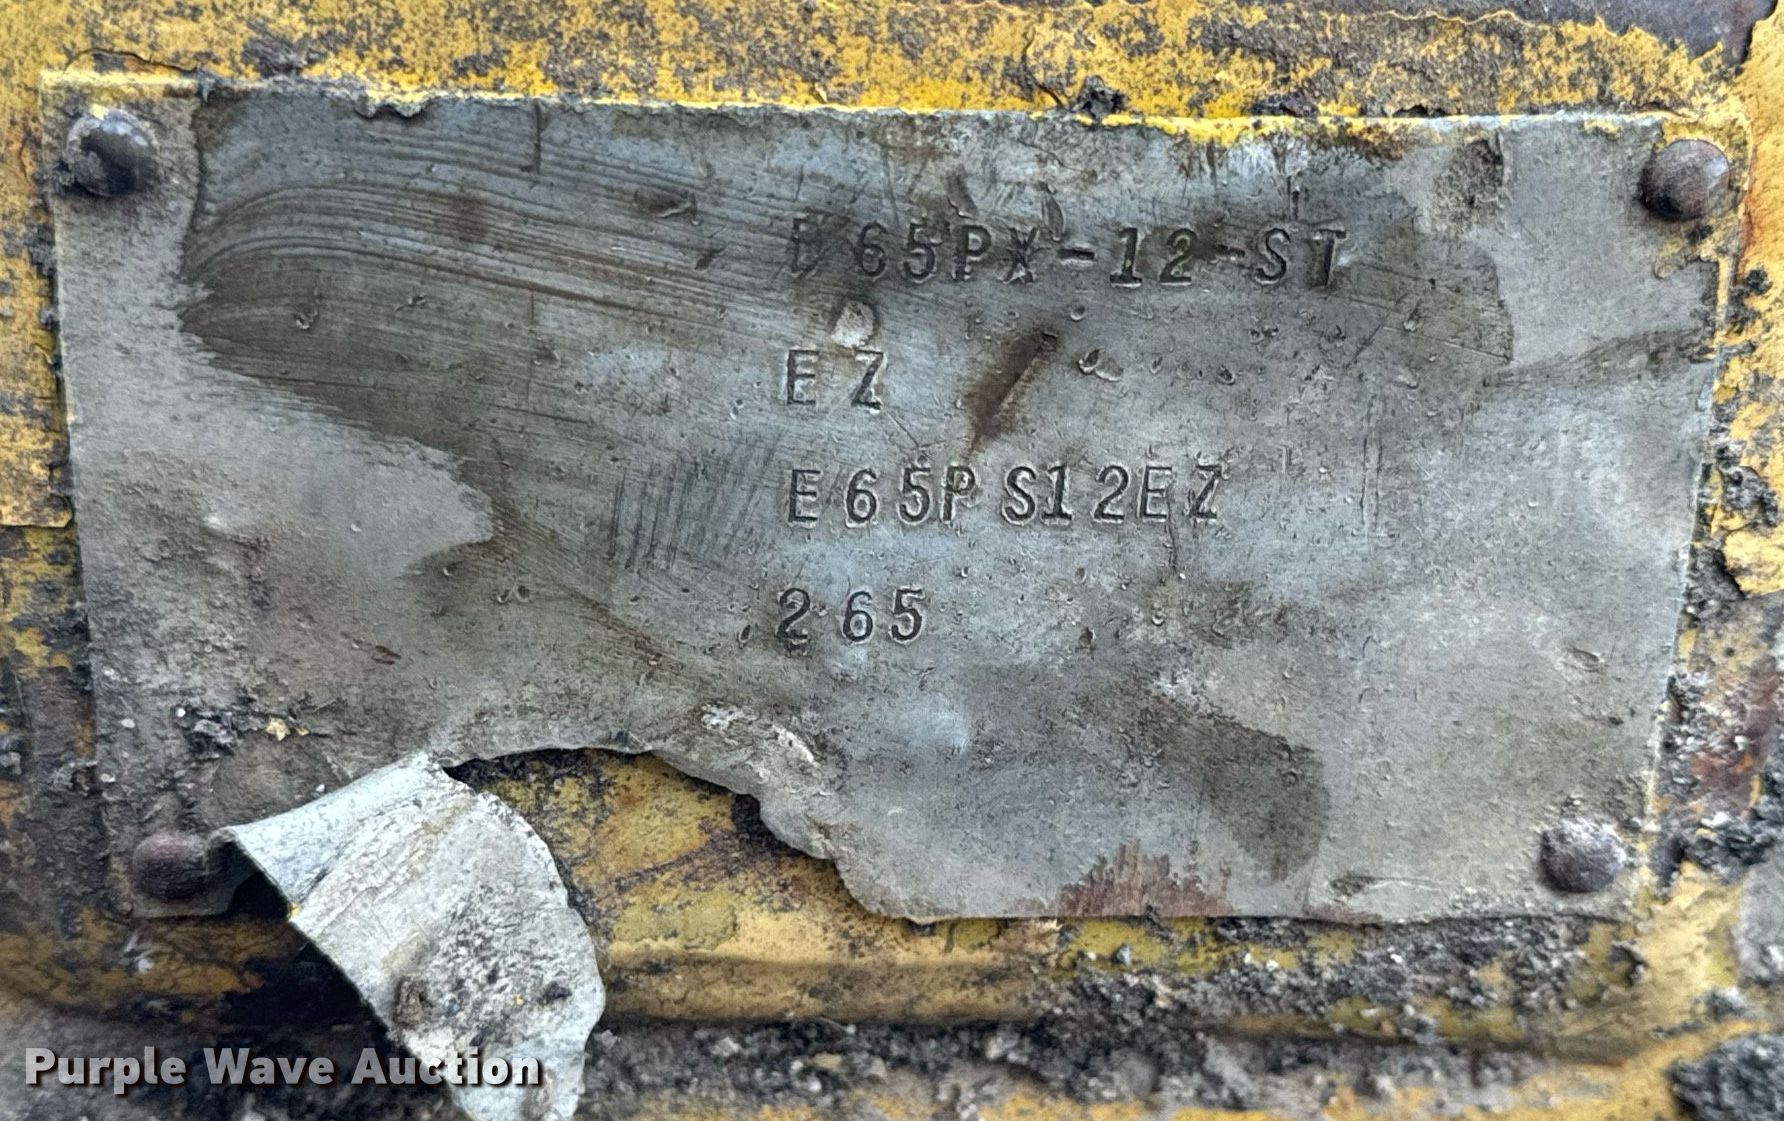 E65PX-12-ST
EZ
E65PS12EZ
265
Purple Wave Auction